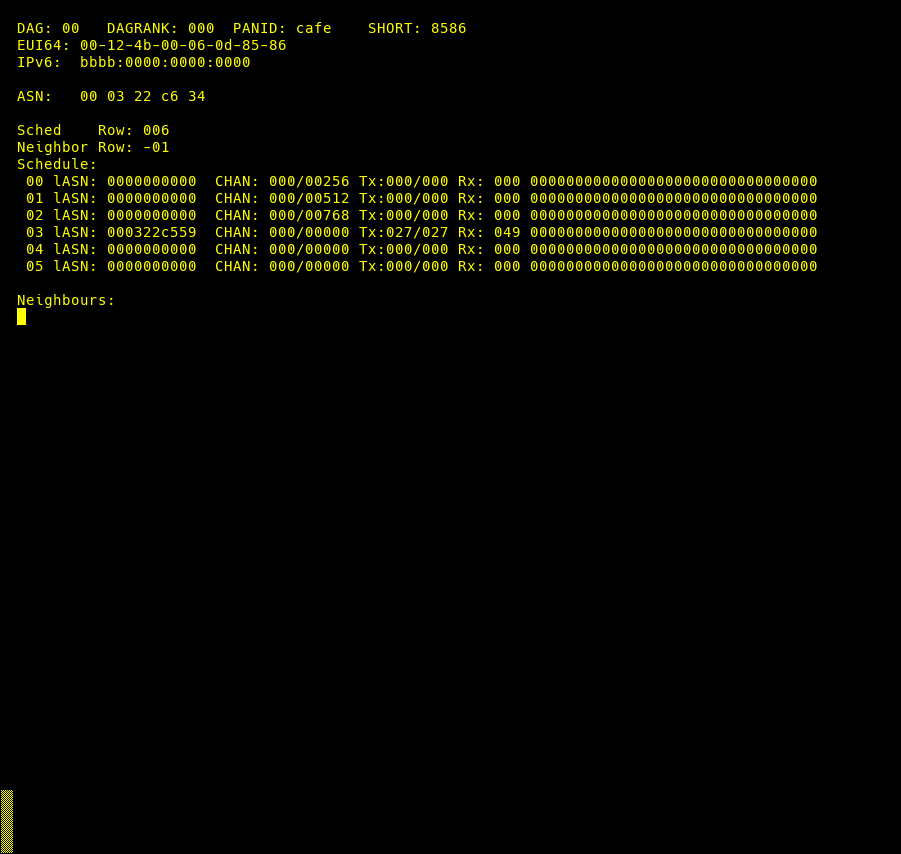 DAG: 00   DAGRANK: 000  PANID: cafe    SHORT: 8586
EUI64: 00-12-4b-00-06-0d-85-86
IPv6:  bbbb:0000:0000:0000
ASN:   00 03 22 c6 34
Sched    Row: 006
Neighbor Row: -01
Schedule:
 00 lASN: 0000000000  CHAN: 000/00256 Tx:000/000 Rx: 000 00000000000000000000000000000000
 01 lASN: 0000000000  CHAN: 000/00512 Tx:000/000 Rx: 000 00000000000000000000000000000000
 02 lASN: 0000000000  CHAN: 000/00768 Tx:000/000 Rx: 000 00000000000000000000000000000000
 03 lASN: 000322c559  CHAN: 000/00000 Tx:027/027 Rx: 049 00000000000000000000000000000000
 04 lASN: 0000000000  CHAN: 000/00000 Tx:000/000 Rx: 000 00000000000000000000000000000000
 05 lASN: 0000000000  CHAN: 000/00000 Tx:000/000 Rx: 000 00000000000000000000000000000000
Neighbours: